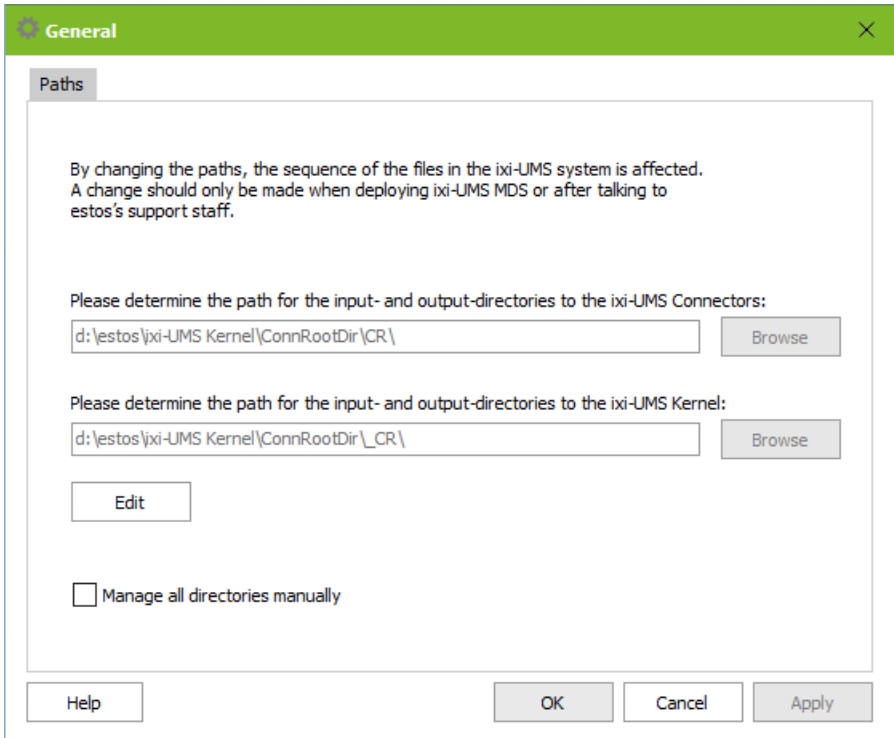 General
Paths
By changing the paths, the sequence of the files in the ixi-UMS system is affected.
A change should only be made when deploying ixi-UMS MDS or after talking to
estos’s support staff.
Please determine the path for the input- and output-directories to the ixi-UMS Connectors:
d:\estos\ixi-UMS Kernel\ConnRootDir\CR\
Browse
Please determine the path for the input- and output-directories to the ixi-UMS Kernel:
d:\estos\ixi-UMS Kernel\ConnRootDir\_CR\
Browse
Edit
Manage all directories manually
Help
OK
Cancel
Apply